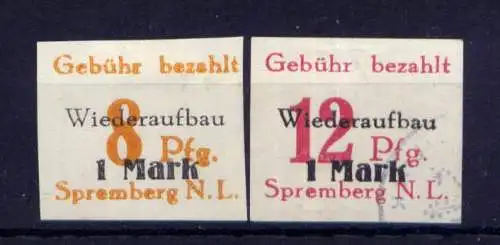 Gebühr bezahlt
8 Pfg.
Wiederaufbau
1 Mark
Spremberg N. L.
Gebühr bezahlt
12 Pfg.
Wiederaufbau
1 Mark
Spremberg N. L.